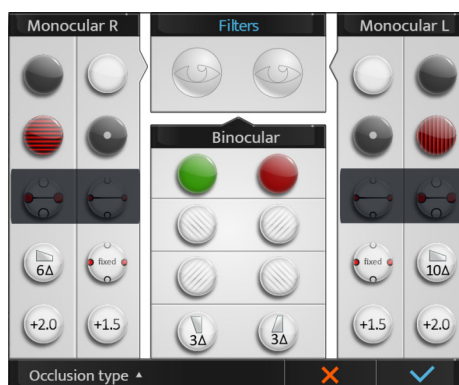 Monocular R
Filters
Monocular L
Binocular
6Δ
fixed
fixed
10Δ
+2.0
+1.5
3Δ
3Δ
+1.5
+2.0
Occlusion type